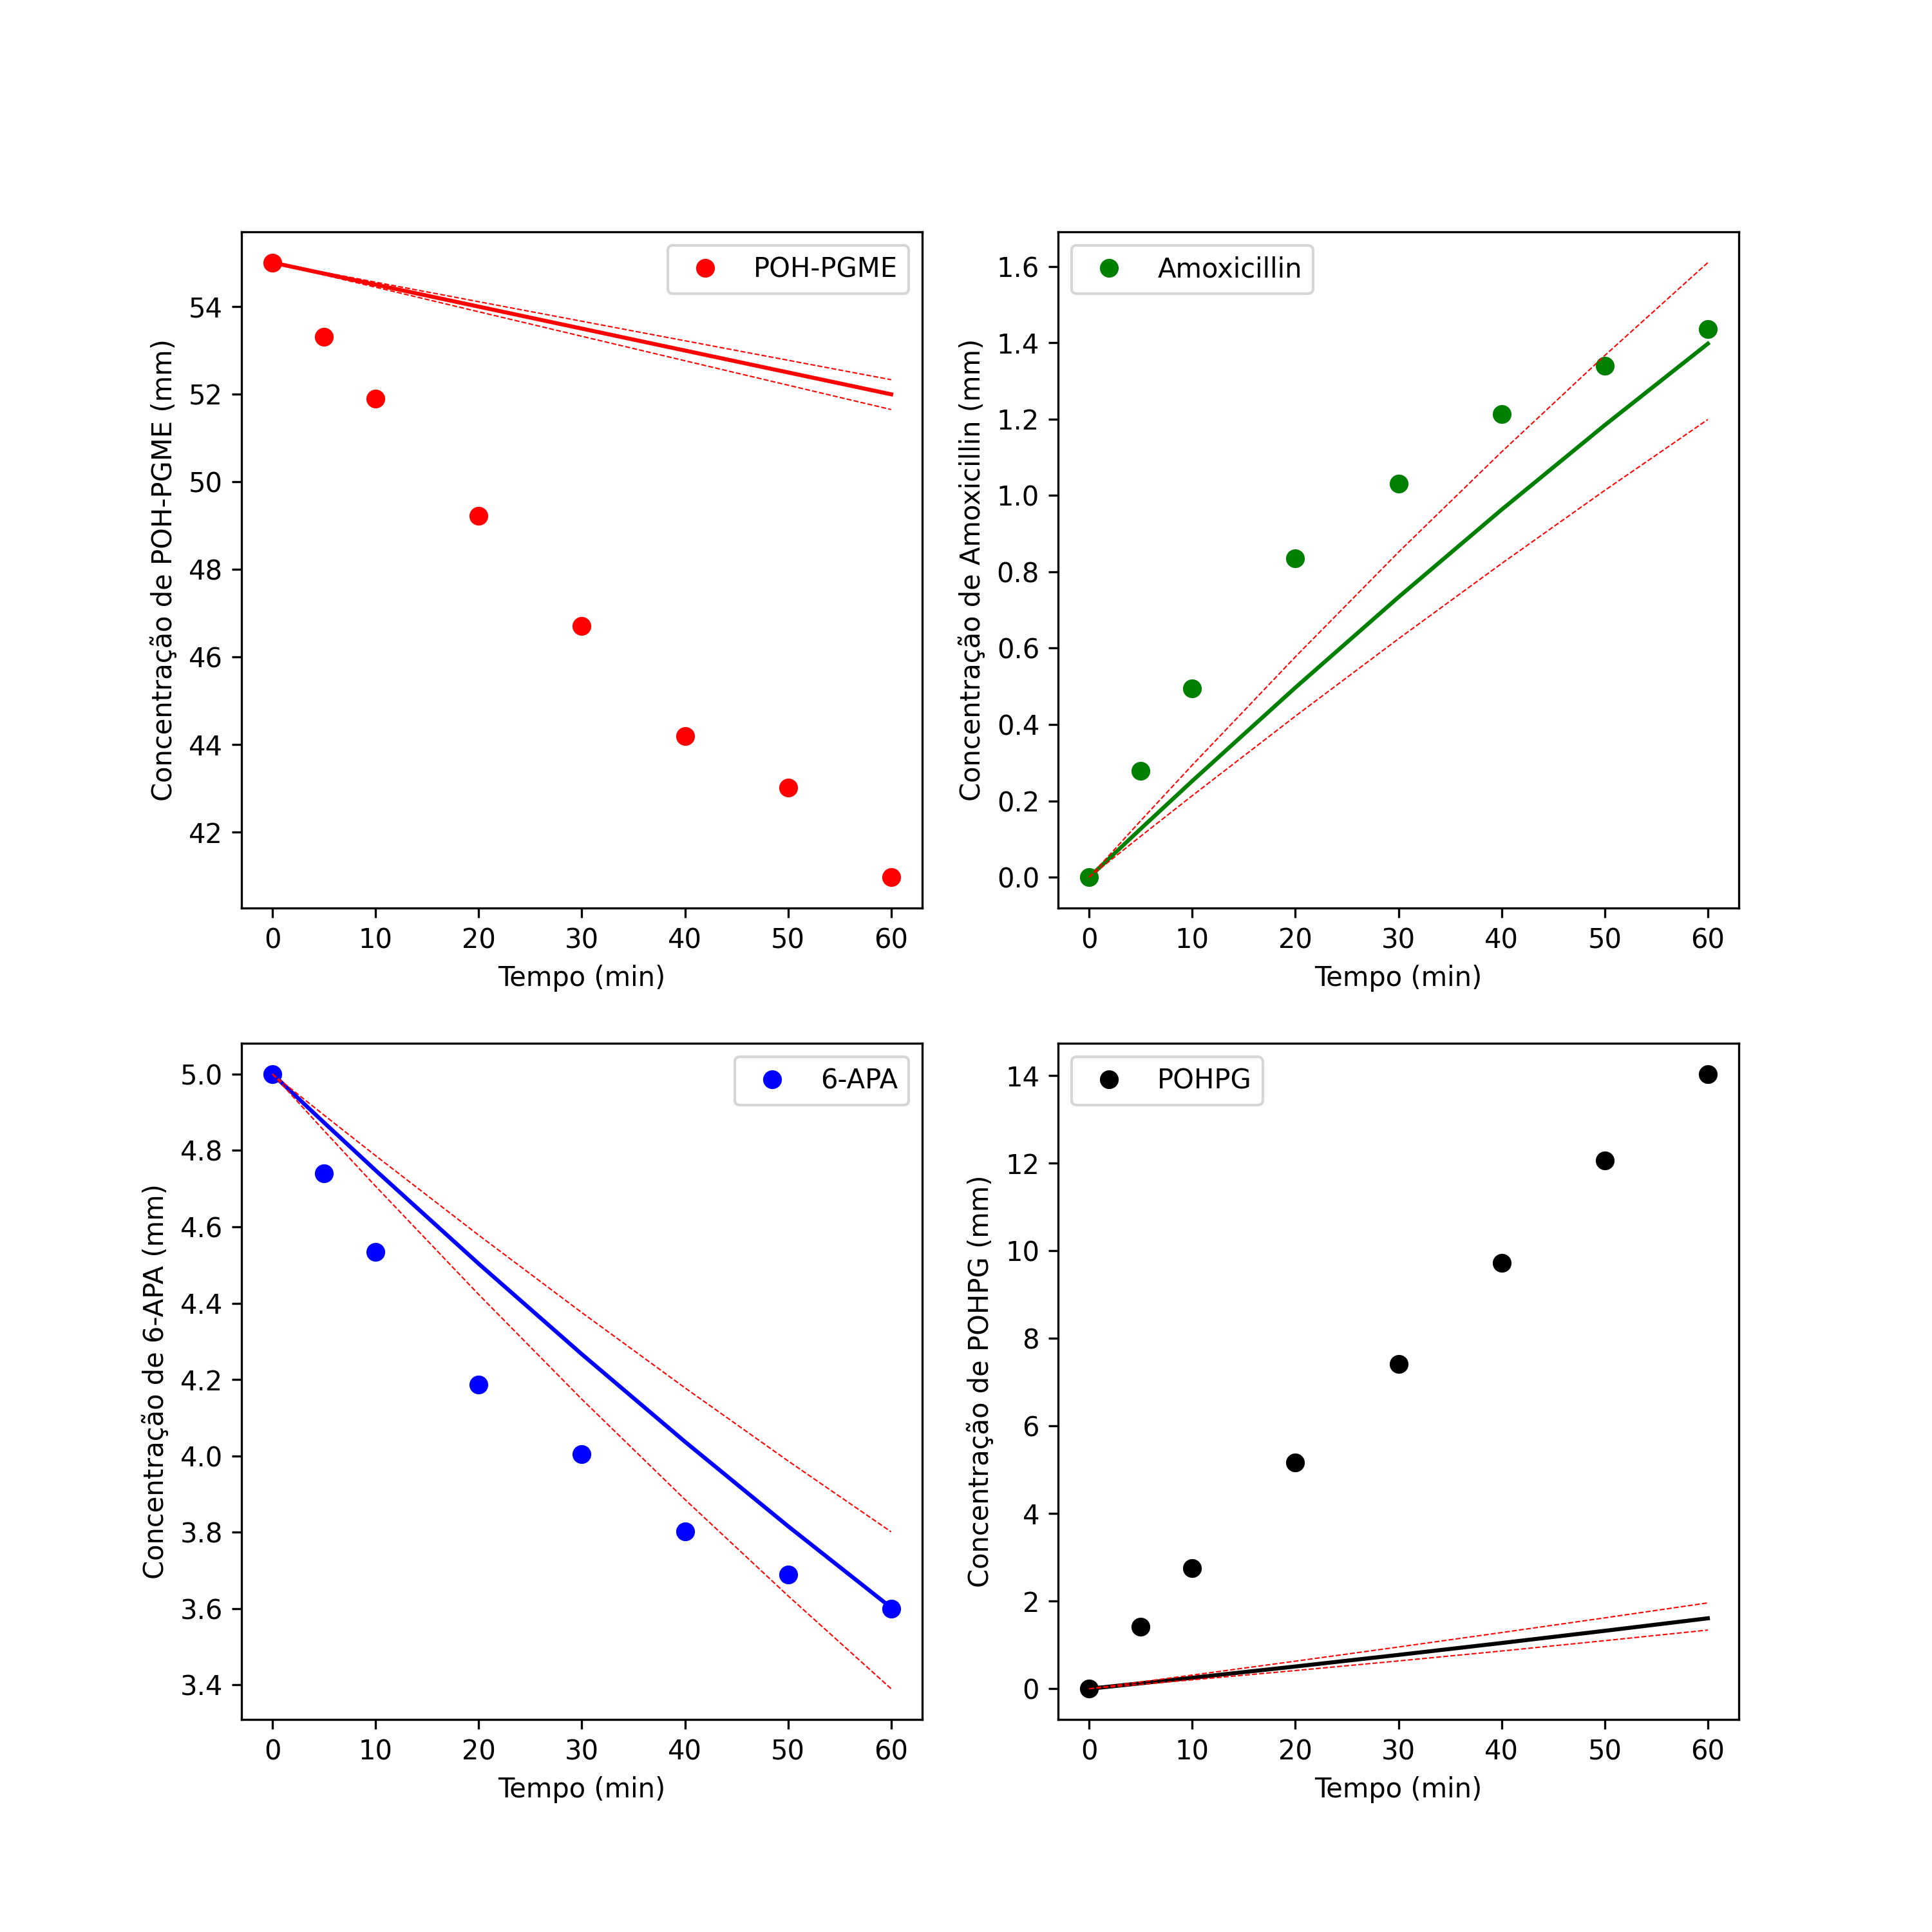 POH-PGME
Concentração de POH-PGME (mm)
54
52
50
48
46
44
42
0 10 20 30 40 50 60
Tempo (min)
Amoxicillin
Concentração de Amoxicillin (mm)
1.6
1.4
1.2
1.0
0.8
0.6
0.4
0.2
0.0
0 10 20 30 40 50 60
Tempo (min)
6-APA
Concentração de 6-APA (mm)
5.0
4.8
4.6
4.4
4.2
4.0
3.8
3.6
3.4
0 10 20 30 40 50 60
Tempo (min)
POHPG
Concentração de POHPG (mm)
14
12
10
8
6
4
2
0
0 10 20 30 40 50 60
Tempo (min)